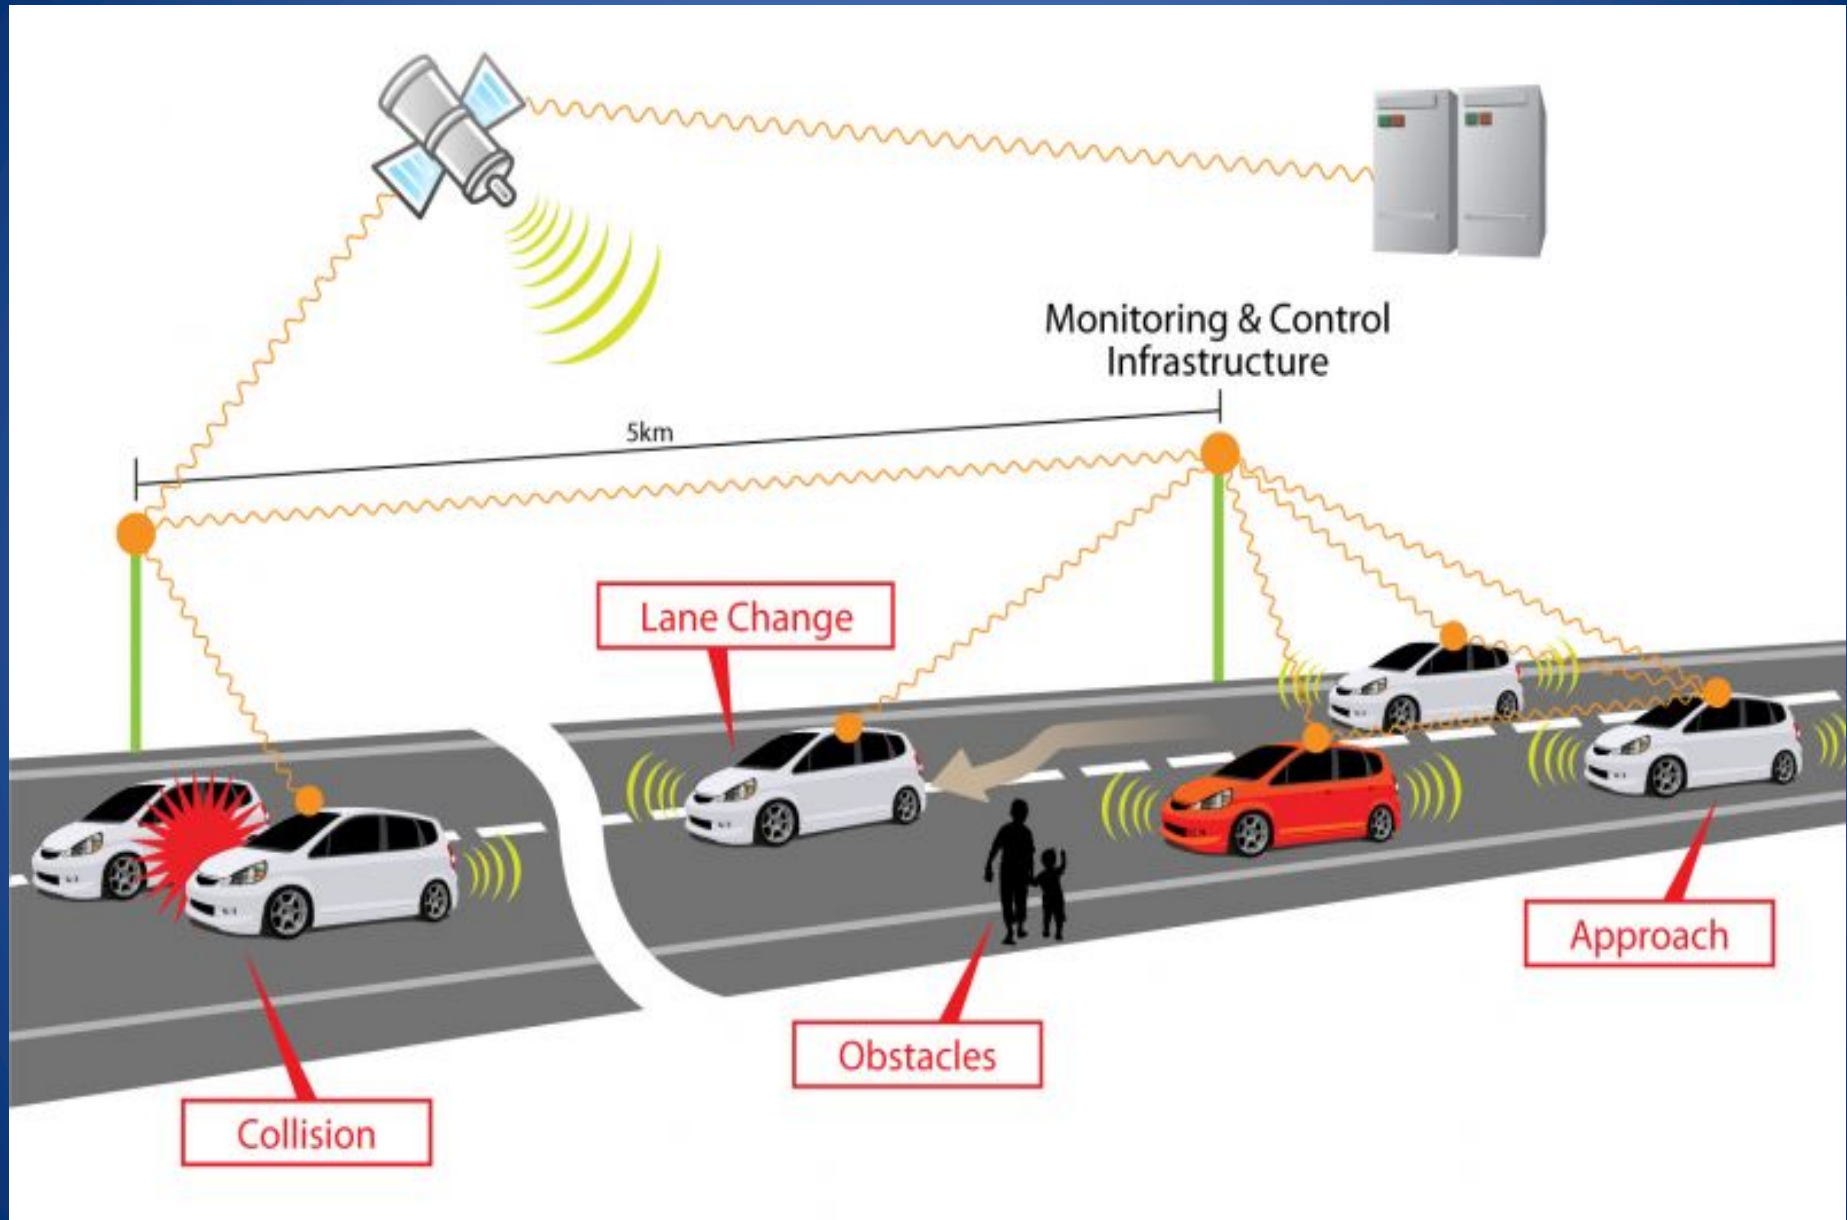 Monitoring & Control
Infrastructure
5km
Lane Change
Approach
Obstacles
Collision